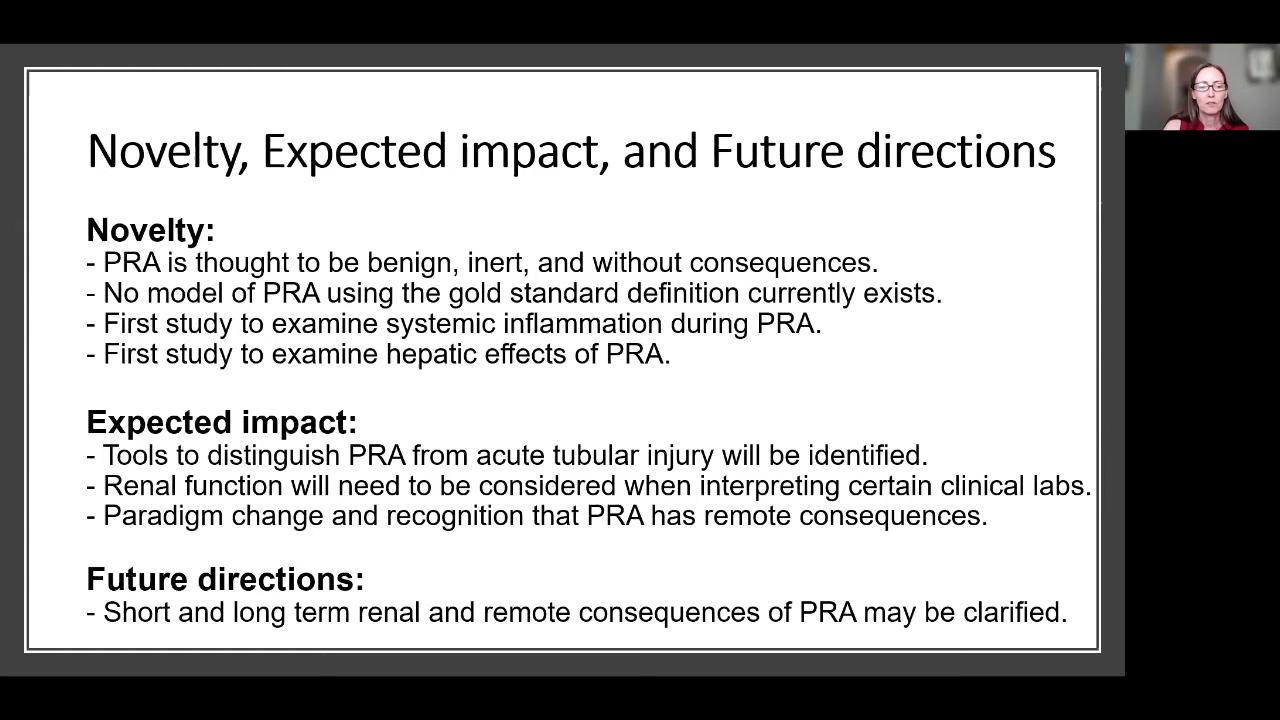 Novelty, Expected impact, and Future directions
Novelty:
- PRA is thought to be benign, inert, and without consequences.
- No model of PRA using the gold standard definition currently exists.
- First study to examine systemic inflammation during PRA.
- First study to examine hepatic effects of PRA.
Expected impact:
- Tools to distinguish PRA from acute tubular injury will be identified.
- Renal function will need to be considered when interpreting certain clinical labs.
- Paradigm change and recognition that PRA has remote consequences.
Future directions:
- Short and long term renal and remote consequences of PRA may be clarified.